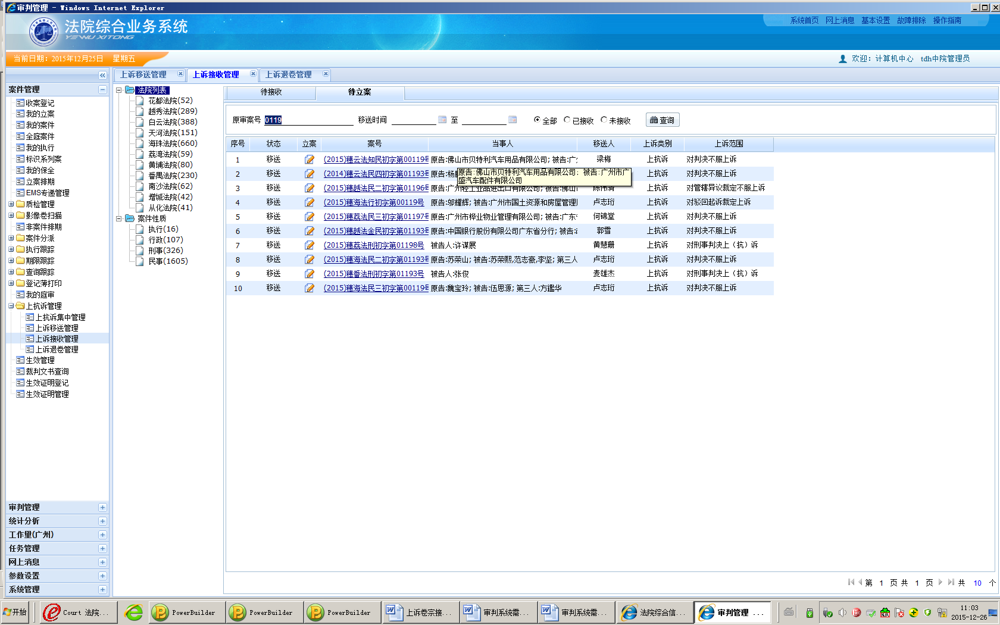 审判管理 - Windows Internet Explorer
法院综合业务系统
YEWU XITONG
系统首页 网上消息 基本设置 故障排除 操作指南
当前日期：2015年12月25日 星期五
欢迎：计算机中心 tdh中院管理员
上诉移送管理 上诉接收管理 上诉退卷管理
案件管理
收案登记
我的立案
我的案件
全庭案件
我的执行
标识系列案
我的保全
立案排期
EMS专递管理
质检管理
影像卷扫描
非案件排期
案件分派
执行跟踪
期限跟踪
查询跟踪
登记薄打印
我的庭审
上抗诉管理
上抗诉集中管理
上诉移送管理
上诉接收管理
上诉退卷管理
生效管理
裁判文书查询
生效证明登记
生效证明管理
审判管理
统计分析
工作量(广州)
任务管理
网上消息
参数设置
系统管理
法院列表
花都法院(52)
越秀法院(289)
白云法院(388)
天河法院(151)
海珠法院(660)
荔湾法院(59)
黄埔法院(80)
番禺法院(230)
南沙法院(62)
增城法院(42)
从化法院(41)
案件性质
执行(16)
行政(107)
刑事(326)
民事(1605)
待接收 待立案
原审案号 0119 移送时间 至 全部 已接收 未接收 查询
序号 状态 立案 案号 当事人 移送人 上诉类别 上诉范围
1 移送 (2015)穗云法知民初字第00119号 原告:佛山市贝特利汽车用品有限公司; 被告:广 梁梅 上抗诉 对判决不服上诉
2 移送 (2014)穗云法民四初字第01193号 原告:杨 上抗诉 对判决不服上诉
原告:佛山市贝特利汽车用品有限公司; 被告:广州市广
盛汽车配件有限公司
3 移送 (2015)穗越法民二初字第01196号 原告:广州轻工业品进出口有限公司; 被告:佛山 陈伟清 上抗诉 对管辖异议裁定不服上诉
4 移送 (2015)穗海法行初字第00119号 原告:邬耀辉; 被告:广州市国土资源和房屋管理 卢志珩 上抗诉 对驳回起诉裁定上诉
5 移送 (2015)穗荔法民三初字第01197号 原告:广州市桦业物业管理有限公司; 被告:广东 何锦堂 上抗诉 对判决不服上诉
6 移送 (2015)穗越法金民初字第01193号 原告:中国银行股份有限公司广东省分行; 被告: 郭雪 上抗诉 对判决不服上诉
7 移送 (2015)穗荔法刑初字第01198号 被告人:许谋展 黄慧珊 上抗诉 对刑事判决上（抗）诉
8 移送 (2015)穗海法民二初字第01193号 原告:苏荣山; 被告:苏荣熙,范志豪,李坚; 第三人 卢志珩 上抗诉 对判决不服上诉
9 移送 (2015)穗番法刑初字第01193号 被告人:张俊 麦雄杰 上抗诉 对刑事判决上（抗）诉
10 移送 (2015)穗海法民三初字第00119号 原告:魏宝玲; 被告:伍思源; 第三人:方鑑华 卢志珩 上抗诉 对判决不服上诉
第 1 页 共 1 页 共 10 个
开始 Court 法院... PowerBuilder PowerBuilder PowerBuilder 上诉卷宗接... 审判系统需... 审判系统需... 法院综合信... 审判管理 ... 11:03
2015-12-26